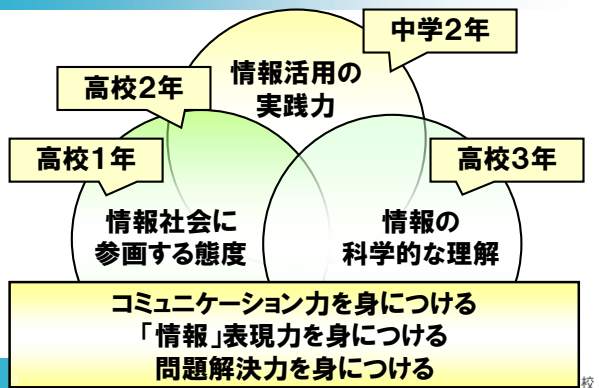 中学2年
情報活用の
実践力
高校2年
高校1年
高校3年
情報社会に
参画する態度
情報の
科学的な理解
コミュニケーション力を身につける
「情報」表現力を身につける
問題解決力を身につける
校